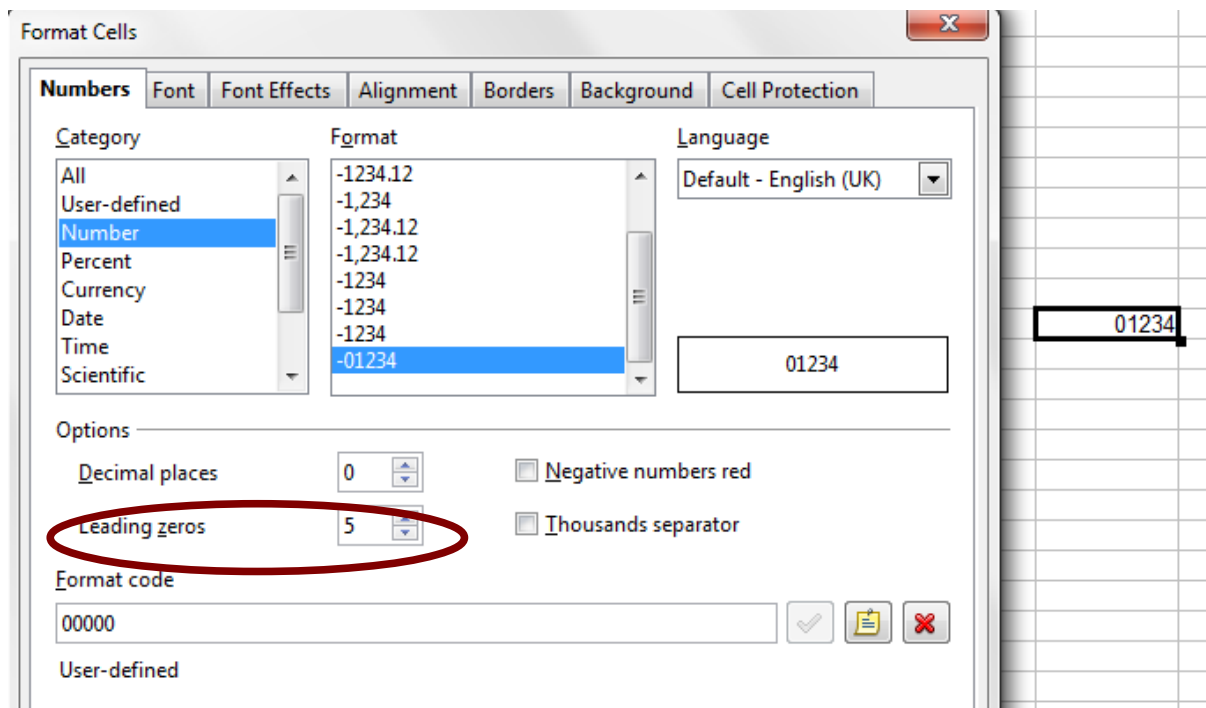 Format Cells
Numbers Font Font Effects Alignment Borders Background Cell Protection
Category
All
User-defined
Number
Percent
Currency
Date
Time
Scientific
Format
-1234.12
-1,234
-1,234.12
-1,234.12
-1234
-1234
-1234
-01234
Language
Default - English (UK)
01234
01234
Options
Decimal places 0 Negative numbers red
Leading zeros 5 Thousands separator
Format code
00000
User-defined